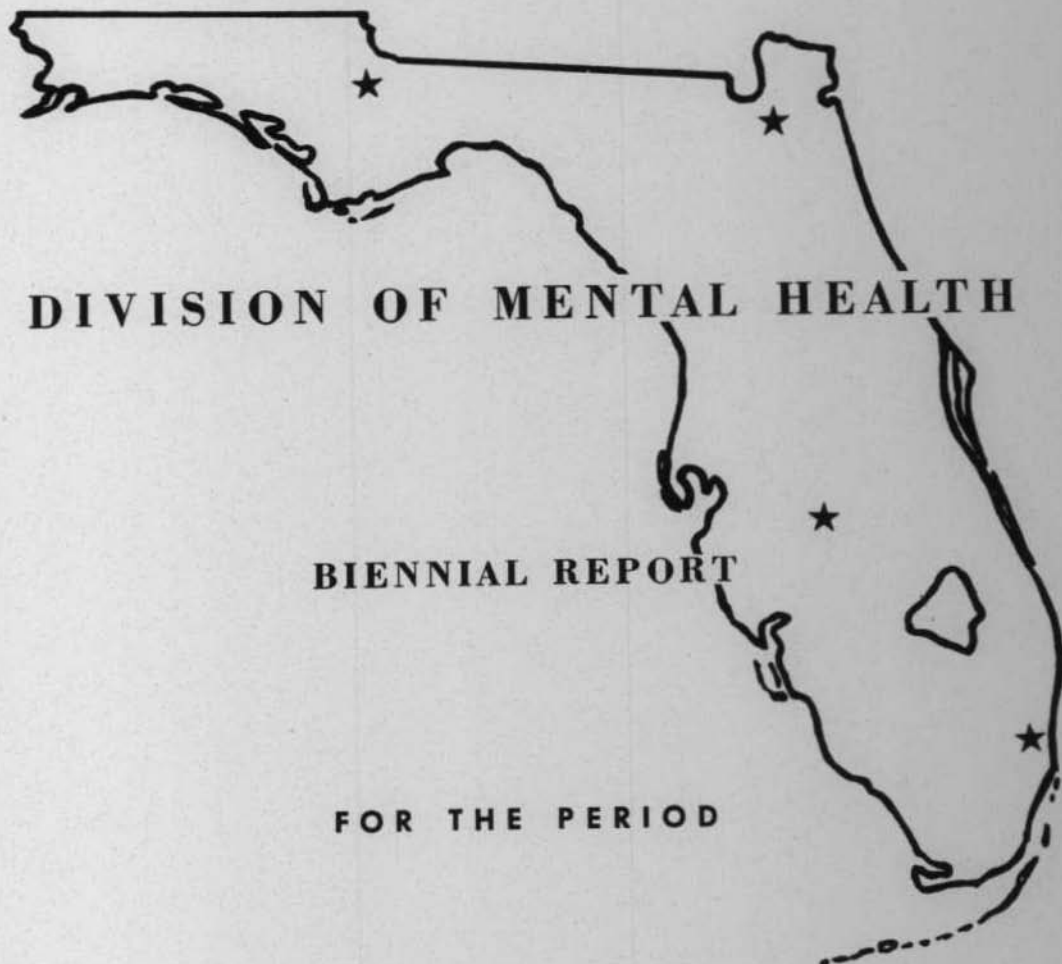 DIVISION OF MENTAL HEALTH
BIENNIAL REPORT
FOR THE PERIOD